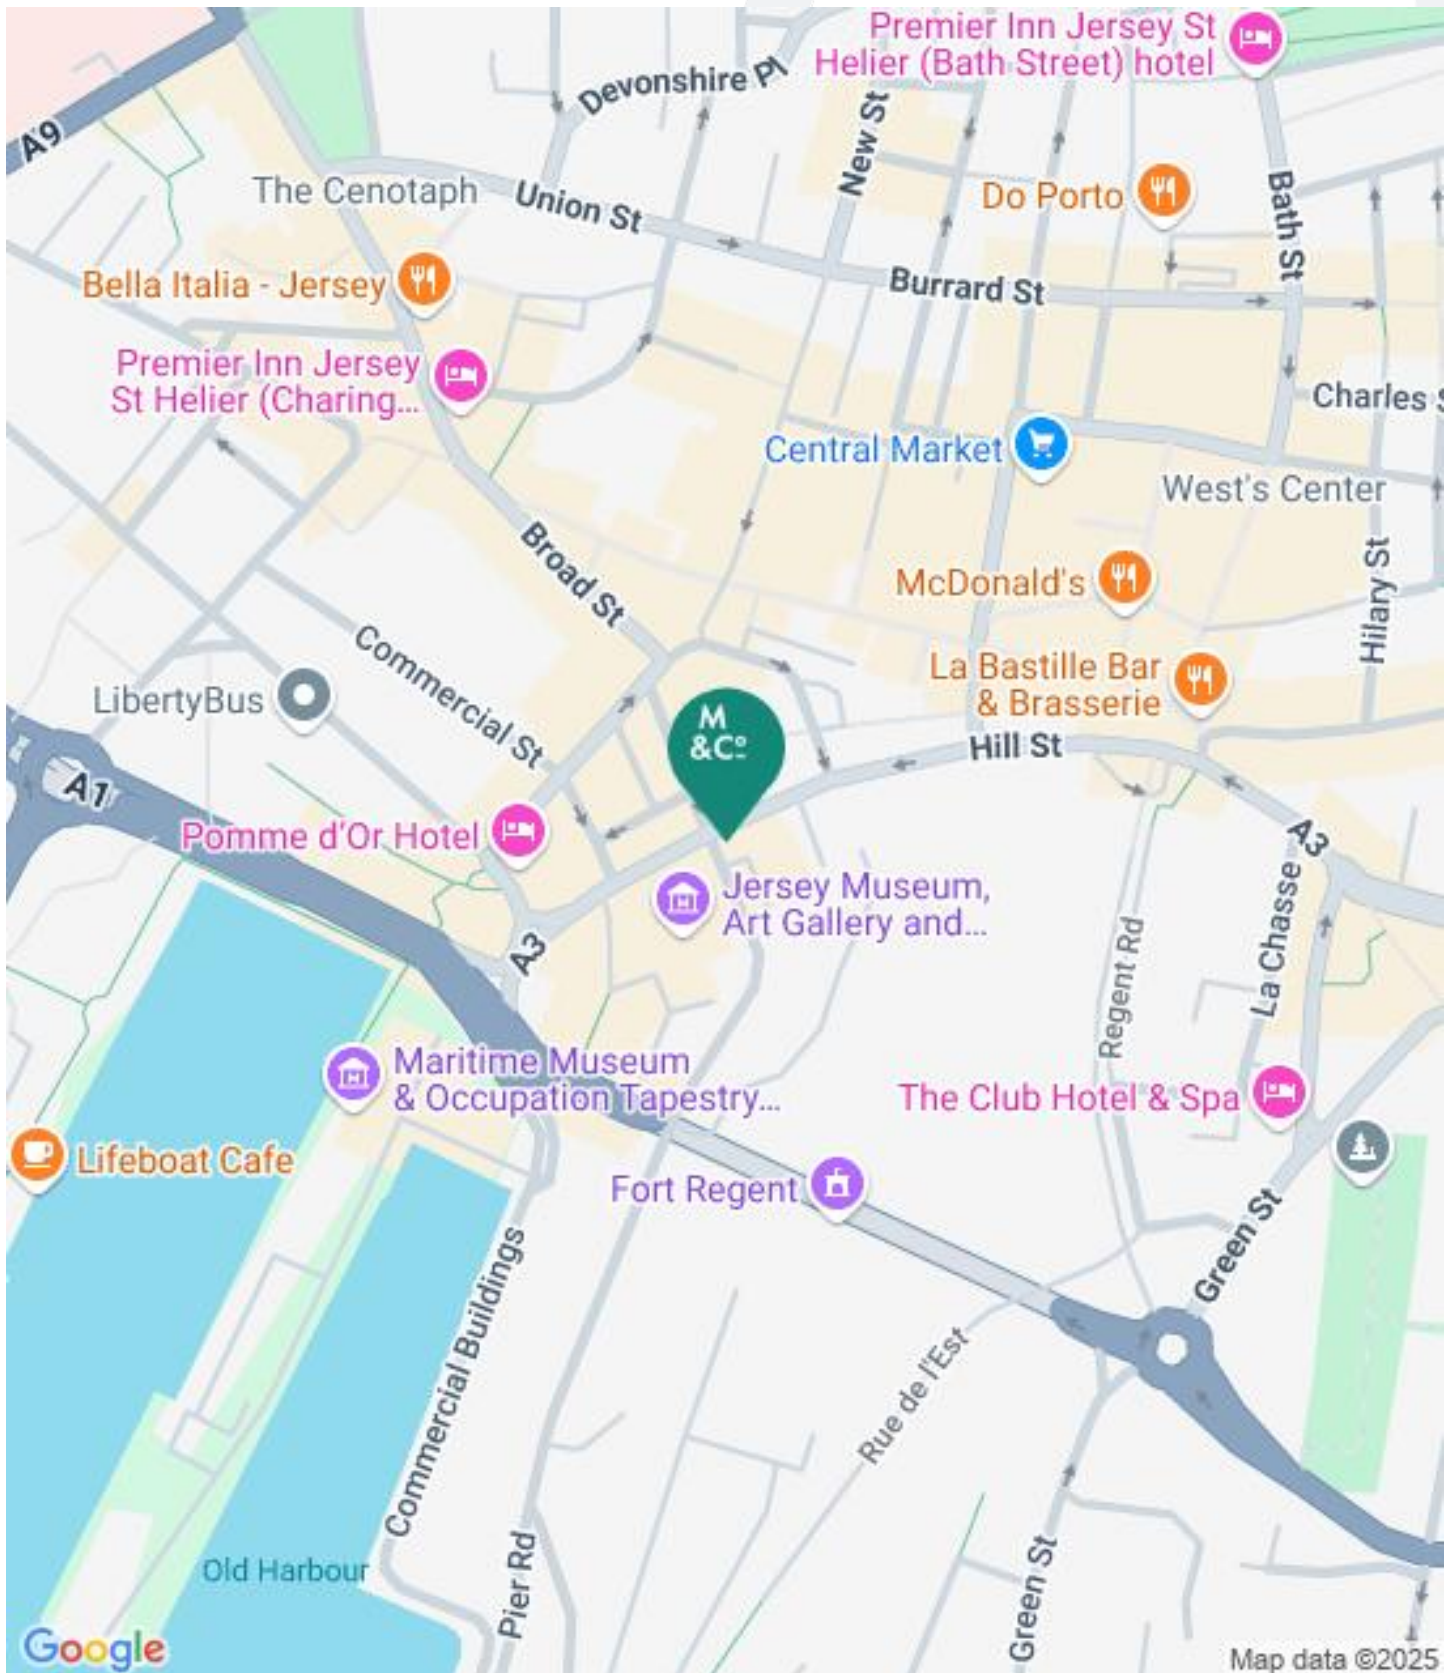 Premier Inn Jersey St
Helier (Bath Street) hotel
Devonshire Pl
A9
New St
The Cenotaph
Union St
Do Porto
Bath St
Bella Italia - Jersey
Burrard St
Premier Inn Jersey
St Helier (Charing...
Charles S
Central Market
West's Center
Broad St
McDonald's
Hilary St
Commercial St
La Bastille Bar
& Brasserie
LibertyBus
M
&Cº
Hill St
A1
Pomme d'Or Hotel
A3
Jersey Museum,
Art Gallery and...
La Chasse
A3
Regent Rd
Maritime Museum
& Occupation Tapestry...
The Club Hotel & Spa
Lifeboat Cafe
Fort Regent
Green St
Commercial Buildings
Rue de l'Est
Old Harbour
Pier Rd
Green St
Google
Map data ©2025